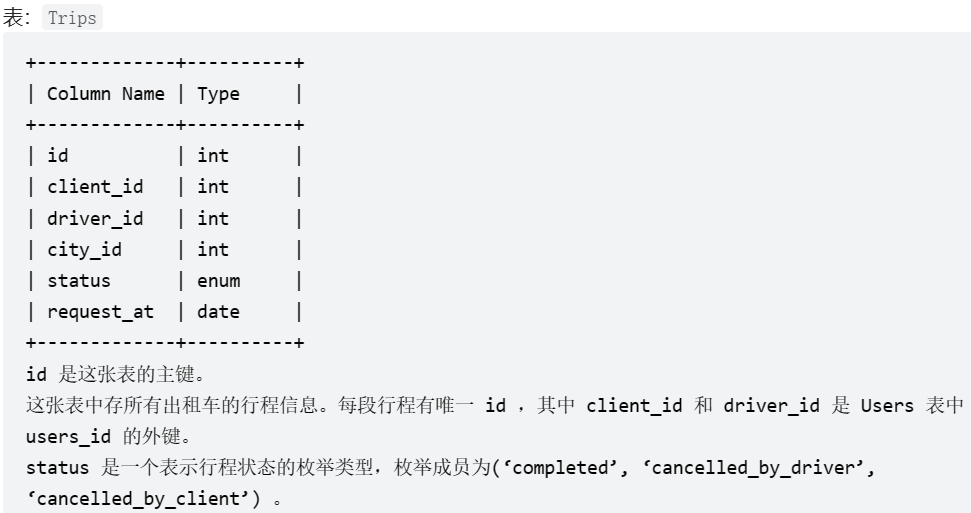 表: Trips
+-------------+----------+
| Column Name | Type     |
+-------------+----------+
| id          | int      |
| client_id   | int      |
| driver_id   | int      |
| city_id     | int      |
| status      | enum     |
| request_at  | date     |
+-------------+----------+
id 是这张表的主键。
这张表中存所有出租车的行程信息。每段行程有唯一 id ，其中 client_id 和 driver_id 是 Users 表中
users_id 的外键。
status 是一个表示行程状态的枚举类型，枚举成员为(‘completed’, ‘cancelled_by_driver’,
‘cancelled_by_client’) 。